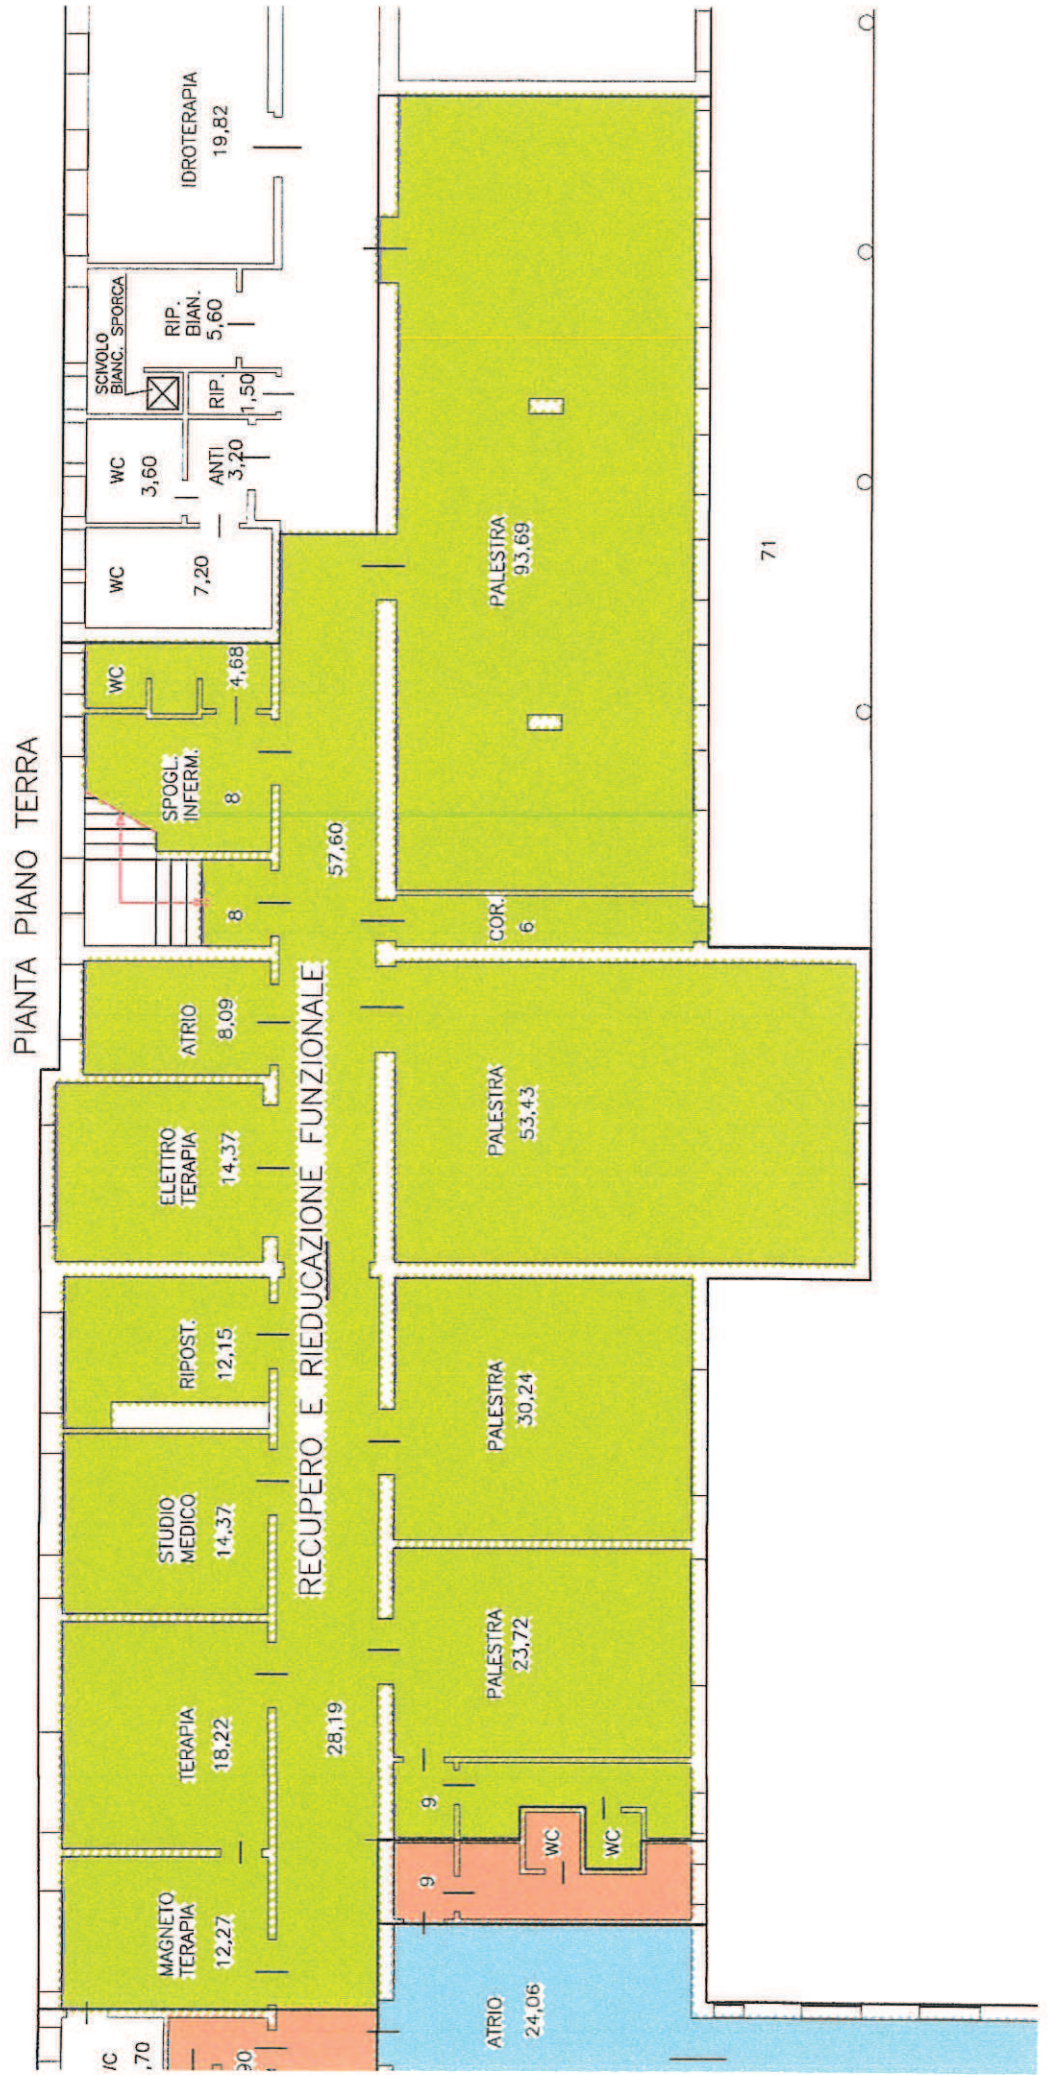 PIANTA PIANO TERRA
IDROTERAPIA
19,82
SCIVOLO
BIANC. SPORCA
RIP.
BIAN.
5,60
RIP.
1,50
WC
3,60
ANTI
3,20
WC
7,20
WC
4,68
SPOGL.
INFERM.
8
8
57,60
ATRIO
8,09
ELETTRO
TERAPIA
14,37
RIPOST.
12,15
STUDIO
MEDICO
14,37
TERAPIA
18,22
MAGNETO
TERAPIA
12,27
RECUPERO E RIEDUCAZIONE FUNZIONALE
28,19
PALESTRA
93,69
COR.
6
PALESTRA
53,43
PALESTRA
30,24
PALESTRA
23,72
9
WC
WC
9
ATRIO
24,06
71
,70
90